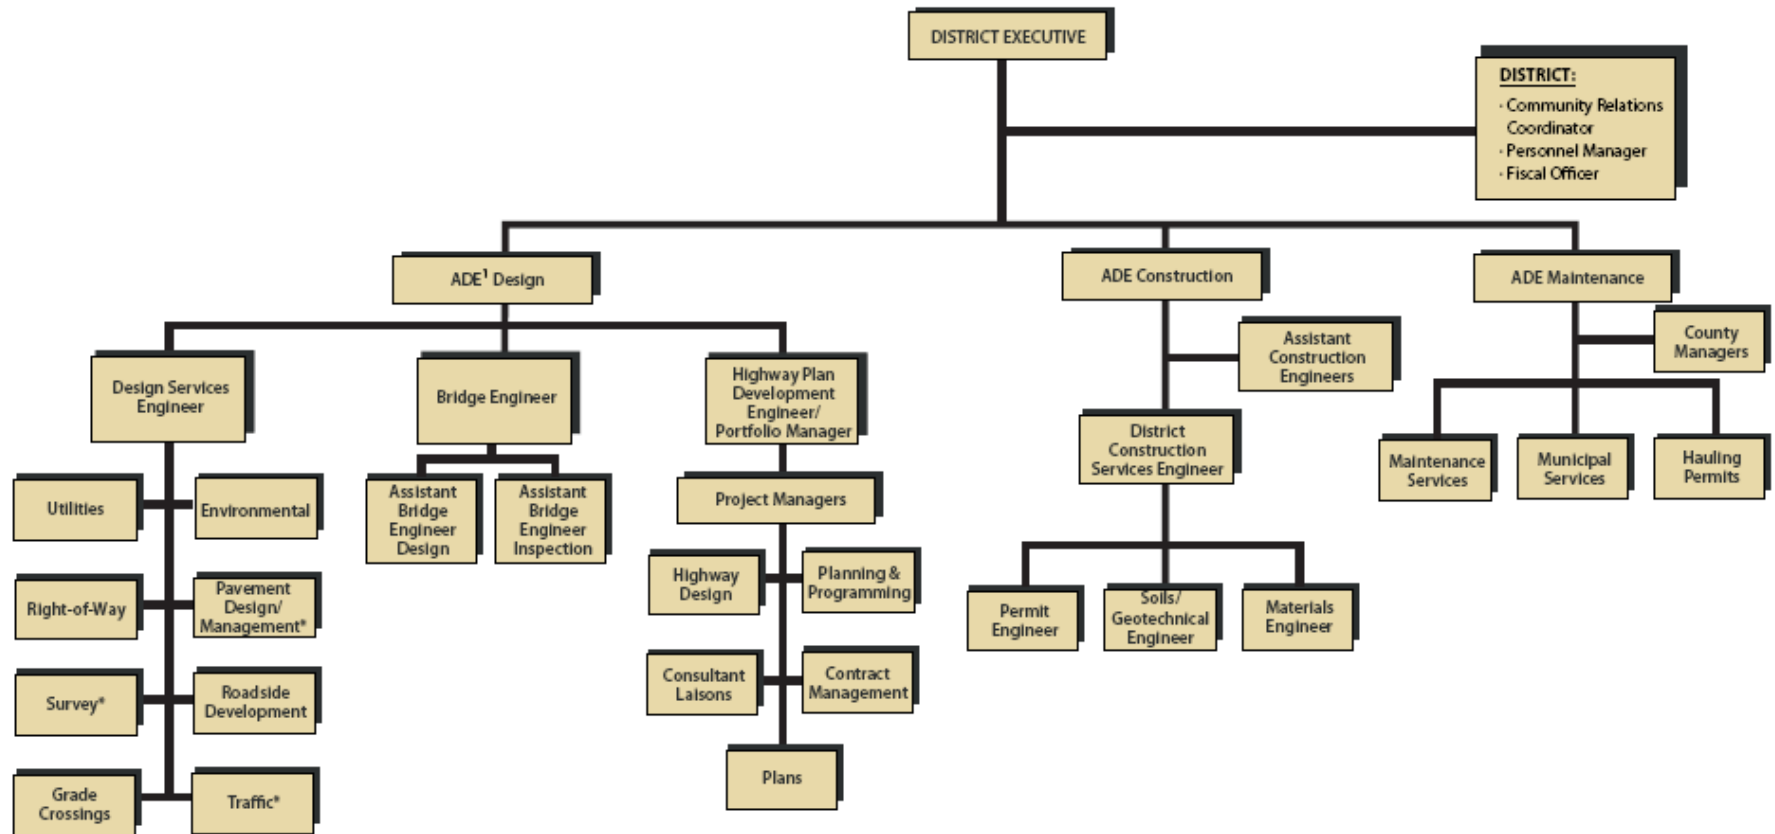 DISTRICT EXECUTIVE
DISTRICT:
· Community Relations
Coordinator
· Personnel Manager
· Fiscal Officer
ADE¹ Design
ADE Construction
ADE Maintenance
Assistant
Construction
Engineers
County
Managers
Design Services
Engineer
Bridge Engineer
Highway Plan
Development
Engineer/
Portfolio Manager
District
Construction
Services Engineer
Maintenance
Services
Municipal
Services
Hauling
Permits
Utilities
Environmental
Assistant
Bridge
Engineer
Design
Assistant
Bridge
Engineer
Inspection
Project Managers
Highway
Design
Planning &
Programming
Right-of-Way
Pavement
Design/
Management*
Permit
Engineer
Soils/
Geotechnical
Engineer
Materials
Engineer
Survey*
Roadside
Development
Consultant
Laisons
Contract
Management
Plans
Grade
Crossings
Traffic*